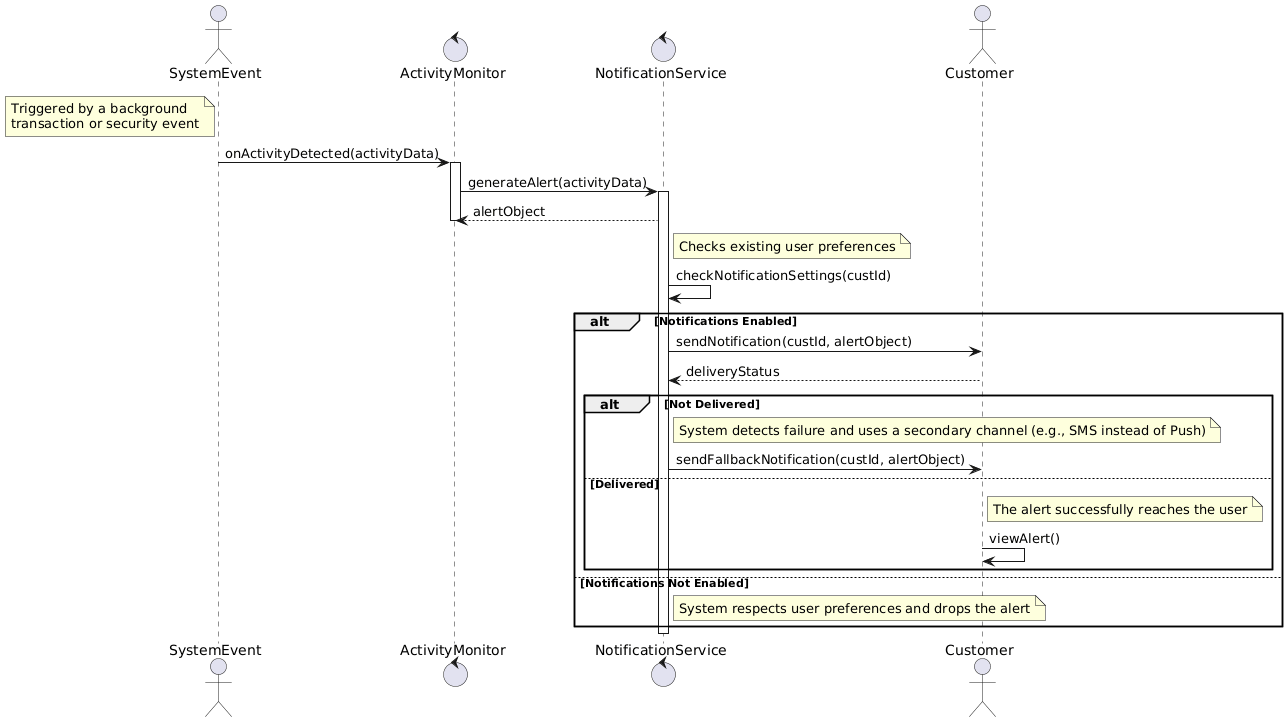 SystemEvent
ActivityMonitor
NotificationService
Customer
Triggered by a background
transaction or security event
onActivityDetected(activityData)
generateAlert(activityData)
alertObject
Checks existing user preferences
checkNotificationSettings(custId)
alt
[Notifications Enabled]
sendNotification(custId, alertObject)
deliveryStatus
alt
[Not Delivered]
System detects failure and uses a secondary channel (e.g., SMS instead of Push)
sendFallbackNotification(custId, alertObject)
[Delivered]
The alert successfully reaches the user
viewAlert()
[Notifications Not Enabled]
System respects user preferences and drops the alert
SystemEvent
ActivityMonitor
NotificationService
Customer